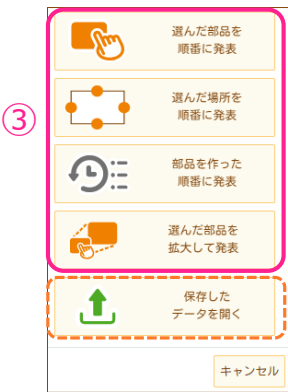 ③
選んだ部品を
順番に発表
選んだ場所を
順番に発表
部品を作った
順番に発表
選んだ部品を
拡大して発表
保存した
データを開く
キャンセル